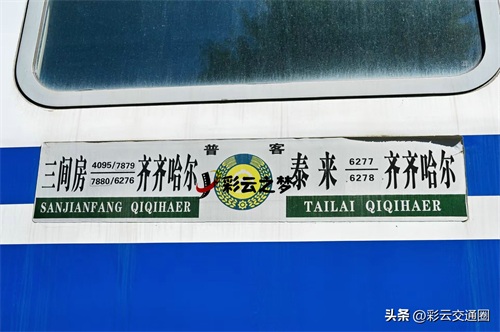 普 客
三间房 4095/7879 齐齐哈尔 泰来 6277 齐齐哈尔
7880/6276 6278
彩云之梦
SANJIANFANG QIQIHAER TAILAI QIQIHAER
头条 @彩云交通圈